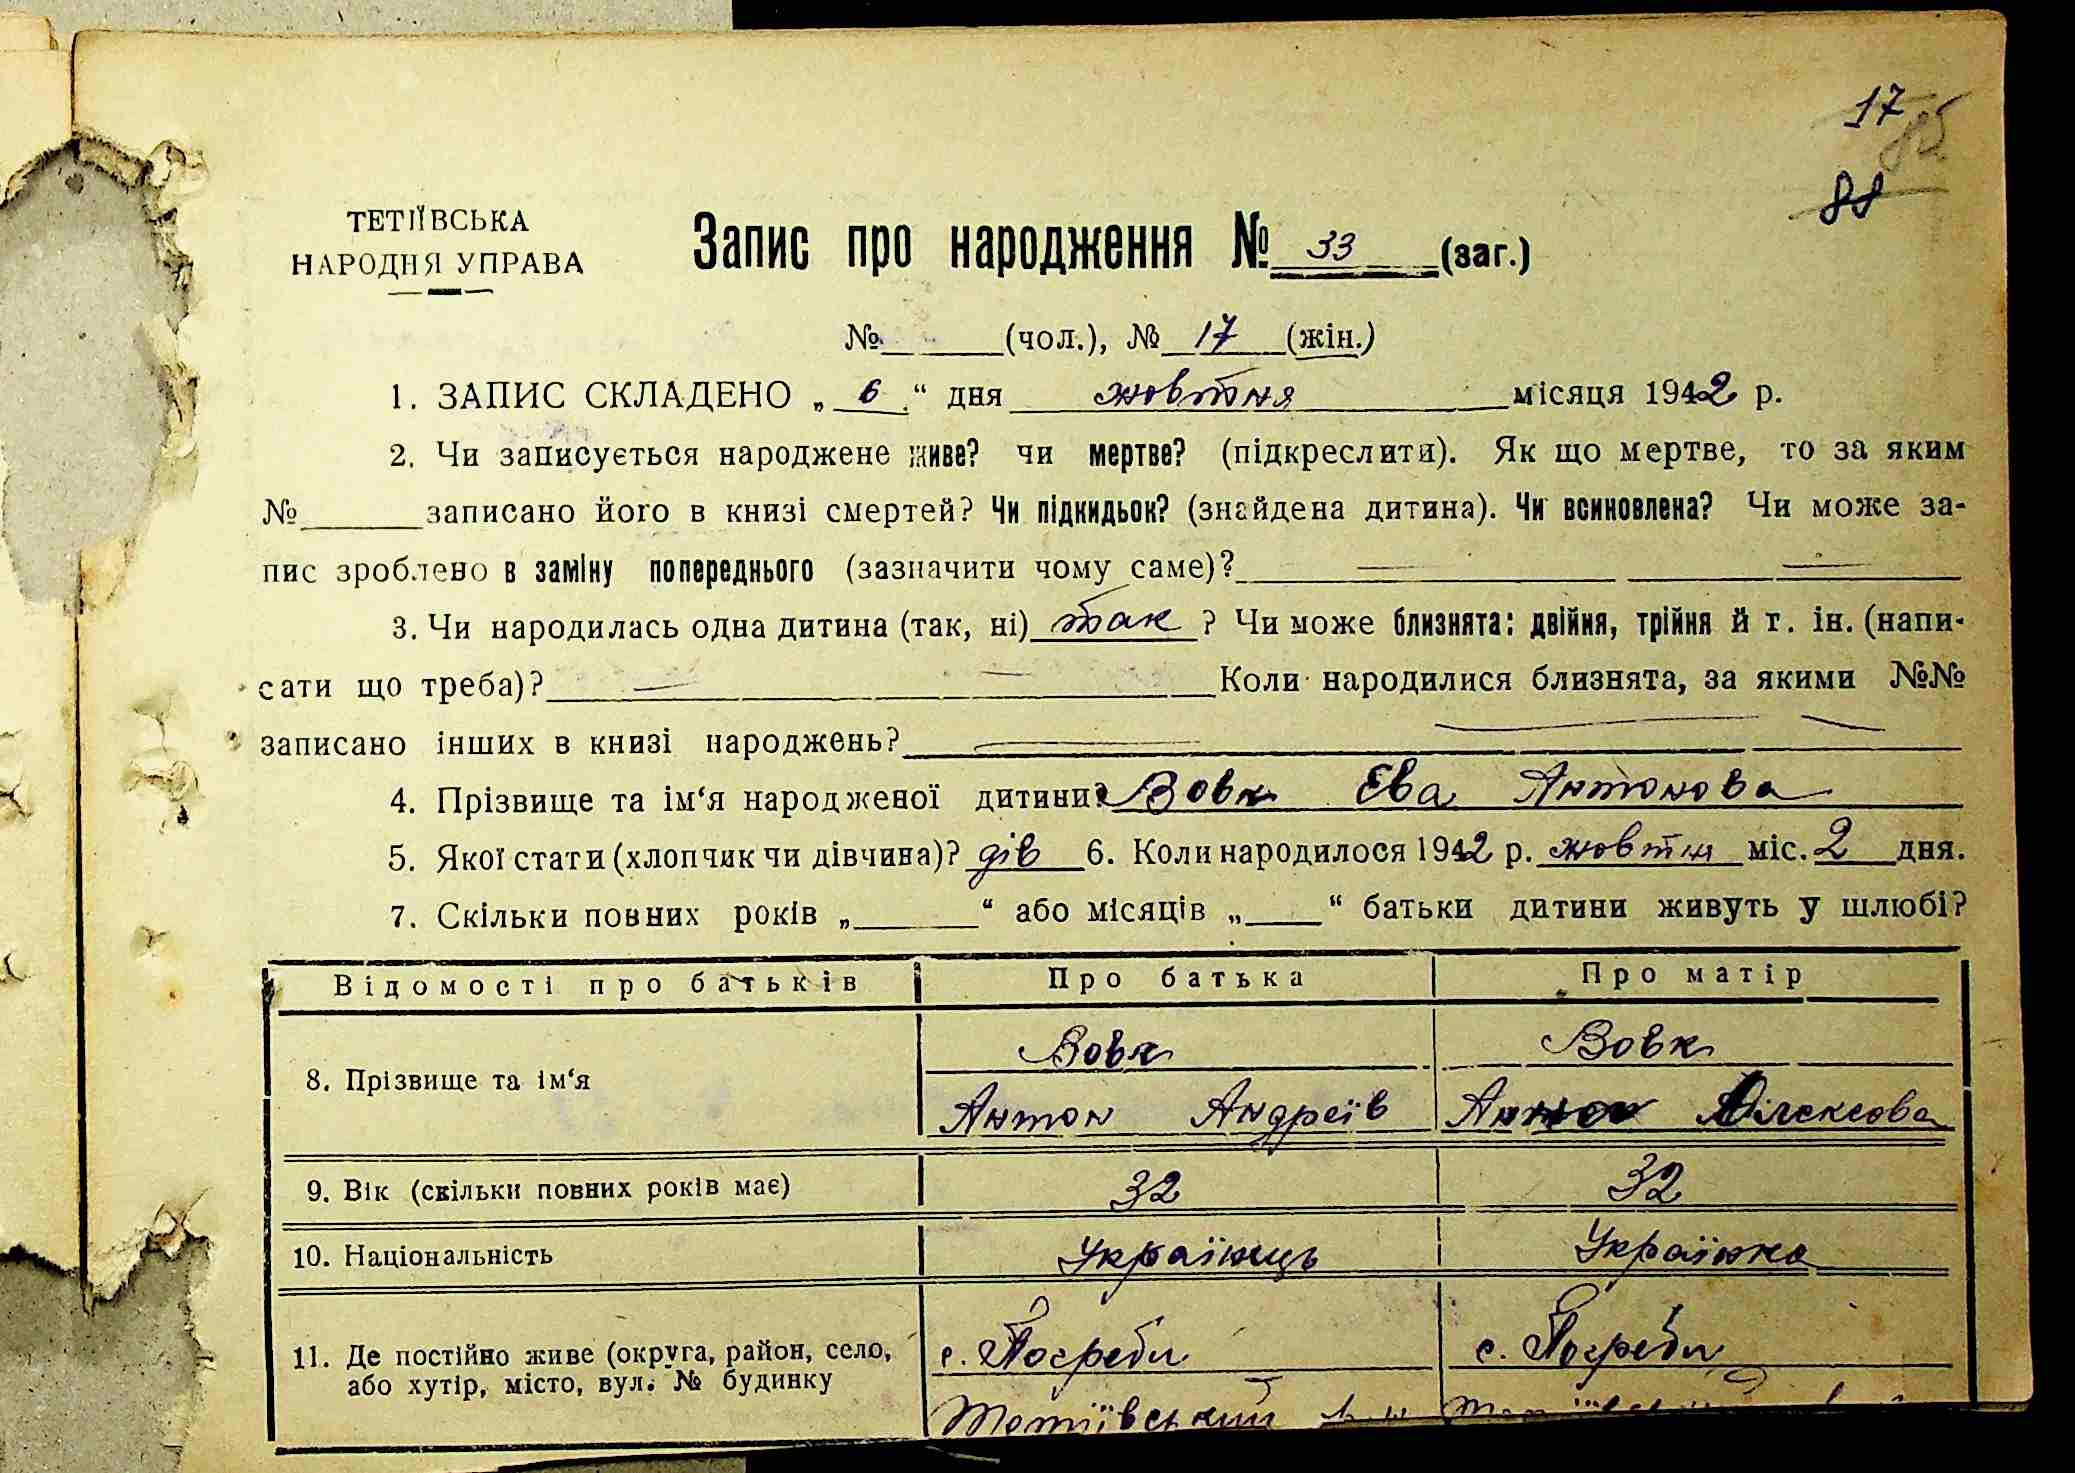 17
85
88
ТЕТІЇВСЬКА
НАРОДНЯ УПРАВА
Запис про народження № 33 (заг.)
№ (чол.), № 17 (жін.)
1. ЗАПИС СКЛАДЕНО „ 6 “ дня жовтня місяця 1942 р.
2. Чи записується народжене живе? чи мертве? (підкреслити). Як що мертве, то за яким
№ записано його в книзі смертей? Чи підкидьок? (знайдена дитина). Чи всиновлена? Чи може за-
пис зроблено в заміну попереднього (зазначити чому саме)? — —
3. Чи народилась одна дитина (так, ні) так ? Чи може близнята: двійня, трійня й т. ін. (напи-
сати що треба)? — — Коли народилися близнята, за якими №№
записано інших в книзі народжень? —
4. Прізвище та ім‘я народженої дитини? Вовк Єва Антонова
5. Якої стати (хлопчик чи дівчина)? дів 6. Коли народилося 1942 р. жовтня міс. 2 дня.
7. Скільки повних років „ “ або місяців „ “ батьки дитини живуть у шлюбі?
Відомості про батьків Про батька Про матір
8. Прізвище та ім‘я
Вовк Вовк
Антон Андреїв Олексова
9. Вік (скільки повних років має) 32 32
10. Національність Українць Українка
11. Де постійно живе (округа, район, село,
або хутір, місто, вул. № будинку
с. Погреби с. Погреби
Тетіївський